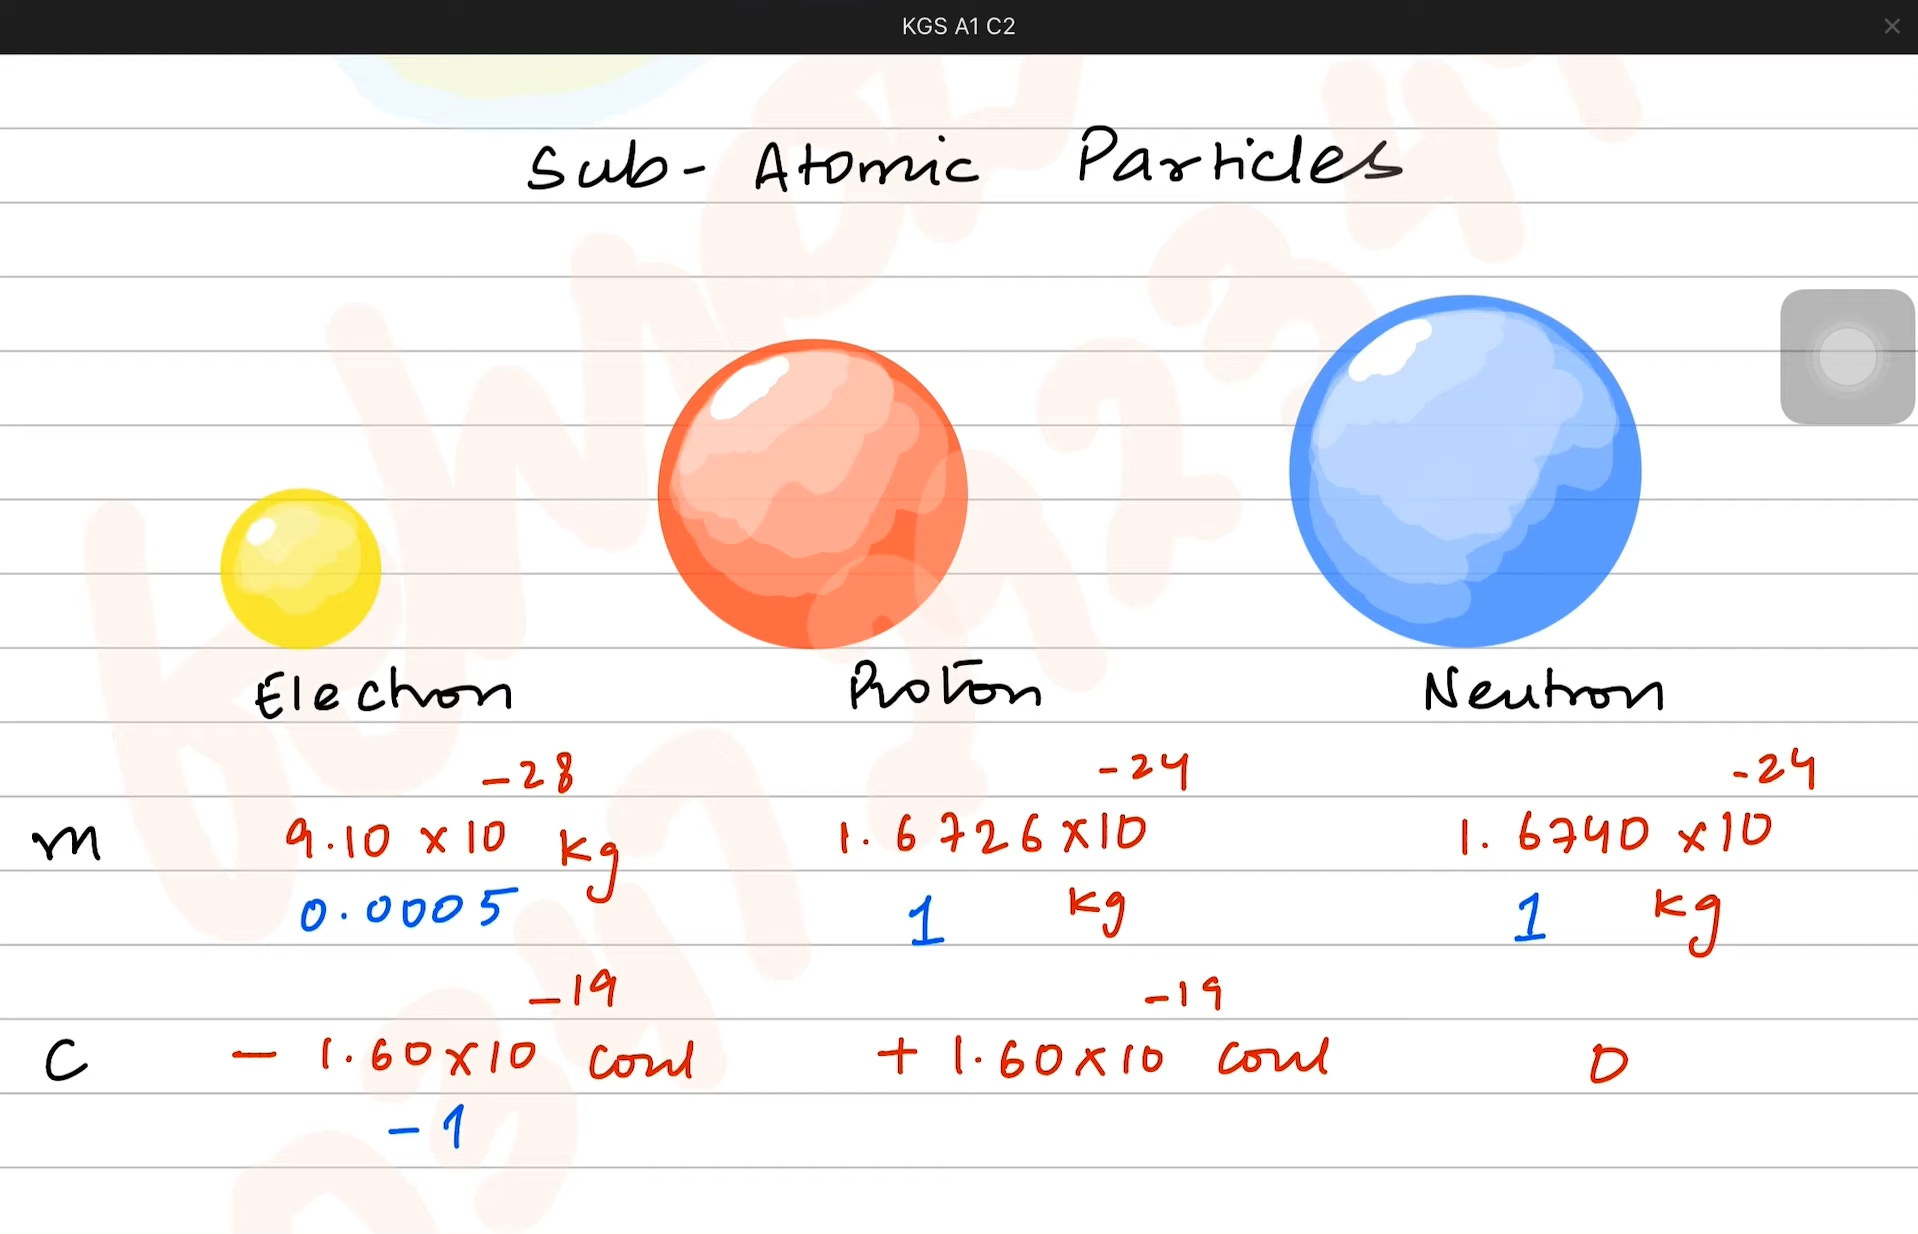 KGS A1 C2
Sub-Atomic Particles
Electron Proton Neutron
m 9.10 x 10^-28 kg 1.6726 x 10^-24 kg 1.6740 x 10^-24 kg
0.0005 1 1
C - 1.60 x 10^-19 coul + 1.60 x 10^-19 coul 0
-1